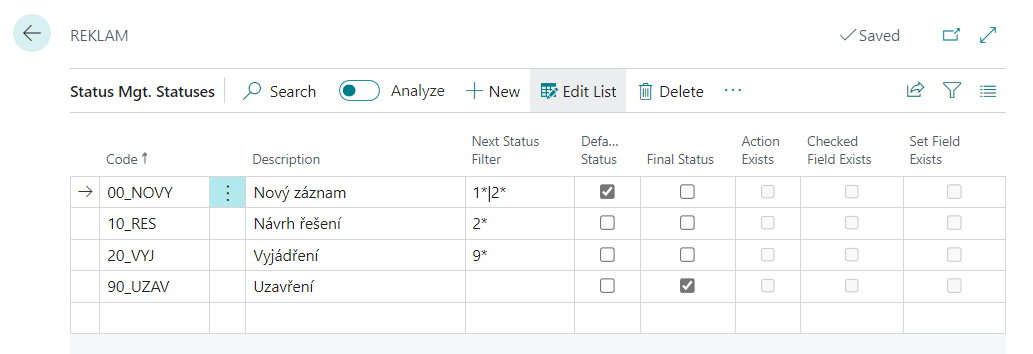 REKLAM
Saved
Status Mgt. Statuses Search Analyze New Edit List Delete ...
Code↑ Description Next Status Filter Defa... Status Final Status Action Exists Checked Field Exists Set Field Exists
00_NOVY Nový záznam 1*|2*
10_RES Návrh řešení 2*
20_VYJ Vyjádření 9*
90_UZAV Uzavření